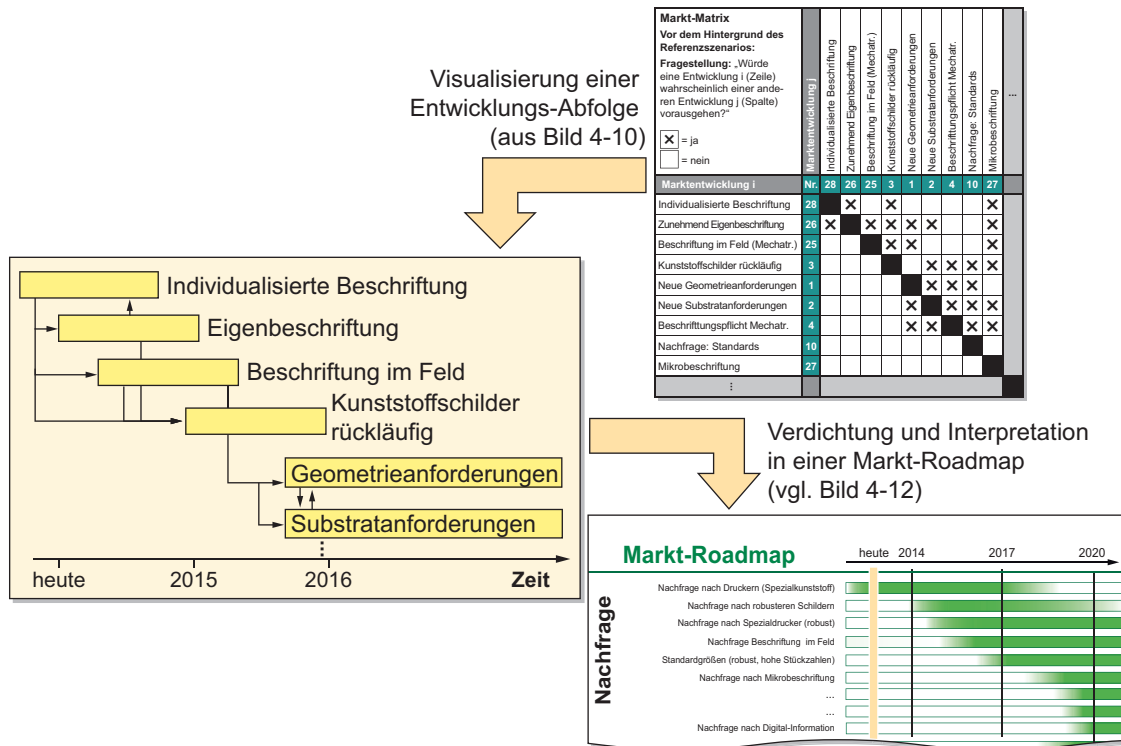 Visualisierung einer
Entwicklungs-Abfolge
(aus Bild 4-10)
Markt-Matrix
Vor dem Hintergrund des
Referenzszenarios:
Fragestellung: „Würde
eine Entwicklung i (Zeile)
wahrscheinlich einer ande-
ren Entwicklung j (Spalte)
vorausgehen?“
✕ = ja
= nein
Marktentwicklung j
Individualisierte Beschriftung
Zunehmend Eigenbeschriftung
Beschriftung im Feld (Mechatr.)
Kunststoffschilder rückläufig
Neue Geometrieanforderungen
Neue Substratanforderungen
Beschrifttungspflicht Mechatr.
Nachfrage: Standards
Mikrobeschriftung
...
Marktentwicklung i Nr. 28 26 25 3 1 2 4 10 27
Individualisierte Beschriftung 28 ✕ ✕ ✕
Zunehmend Eigenbeschriftung 26 ✕ ✕ ✕ ✕ ✕ ✕
Beschriftung im Feld (Mechatr.) 25 ✕ ✕ ✕
Kunststoffschilder rückläufig 3 ✕ ✕ ✕ ✕
Neue Geometrieanforderungen 1 ✕ ✕ ✕
Neue Substratanforderungen 2 ✕ ✕ ✕ ✕
Beschrifttungspflicht Mechatr. 4 ✕ ✕ ✕ ✕
Nachfrage: Standards 10
Mikrobeschriftung 27
⋮
Individualisierte Beschriftung
Eigenbeschriftung
Beschriftung im Feld
Kunststoffschilder
rückläufig
Geometrieanforderungen
Substratanforderungen
heute 2015 2016 Zeit
Verdichtung und Interpretation
in einer Markt-Roadmap
(vgl. Bild 4-12)
Markt-Roadmap
heute 2014 2017 2020
Nachfrage
Nachfrage nach Druckern (Spezialkunststoff)
Nachfrage nach robusteren Schildern
Nachfrage nach Spezialdrucker (robust)
Nachfrage Beschriftung im Feld
Standardgrößen (robust, hohe Stückzahlen)
Nachfrage nach Mikrobeschriftung
...
...
Nachfrage nach Digital-Information